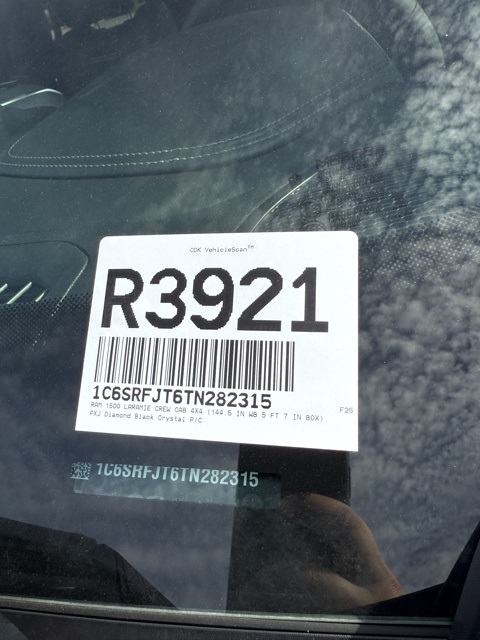 CDK VehicleScan™
R3921
1C6SRFJT6TN282315
RAM 1500 LARAMIE CREW CAB 4X4 (144.5 IN WB 5 FT 7 IN BOX) F25
PXJ Diamond Black Crystal P/C
1C6SRFJT6TN282315